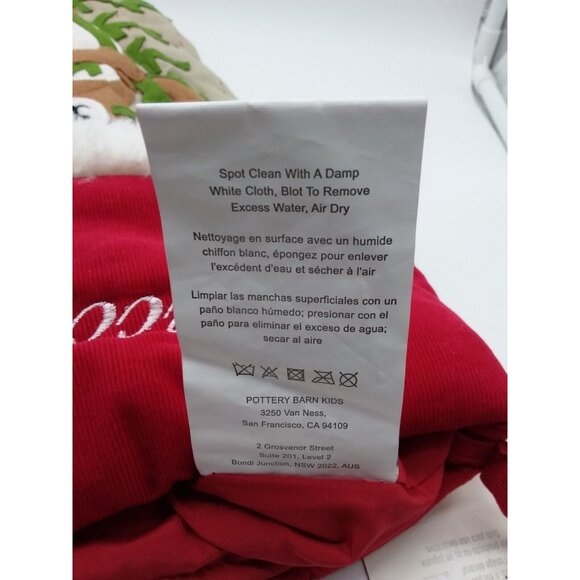 Spot Clean With A Damp
White Cloth, Blot To Remove
Excess Water, Air Dry
Nettoyage en surface avec un humide
chiffon blanc, épongez pour enlever
l'excédent d'eau et sécher à l'air
Limpiar las manchas superficiales con un
paño blanco húmedo; presionar con el
paño para eliminar el exceso de agua;
secar al aire
POTTERY BARN KIDS
3250 Van Ness,
San Francisco, CA 94109
2 Grosvenor Street
Suite 201, Level 2
Bondi Junction, NSW 2022, AUS